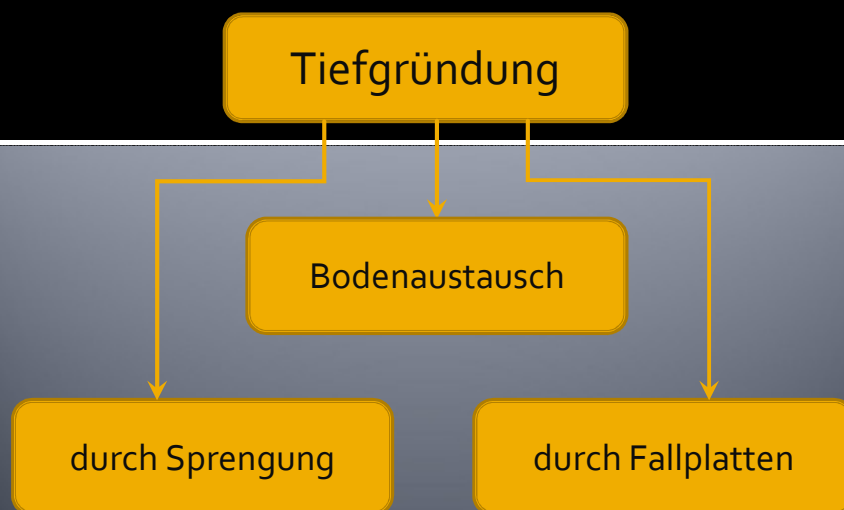 Tiefgründung
Bodenaustausch
durch Sprengung
durch Fallplatten